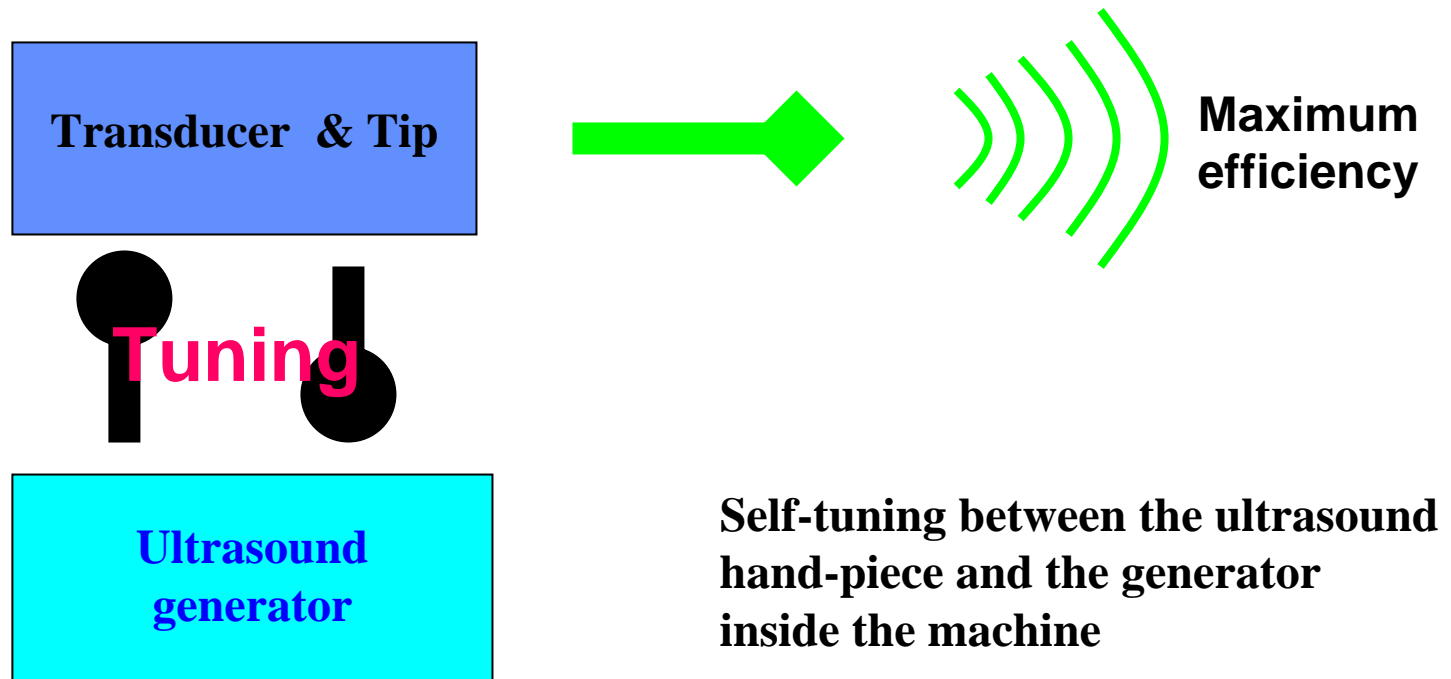 Transducer & Tip
Maximum
efficiency
Tuning
Ultrasound
generator
Self-tuning between the ultrasound
hand-piece and the generator
inside the machine